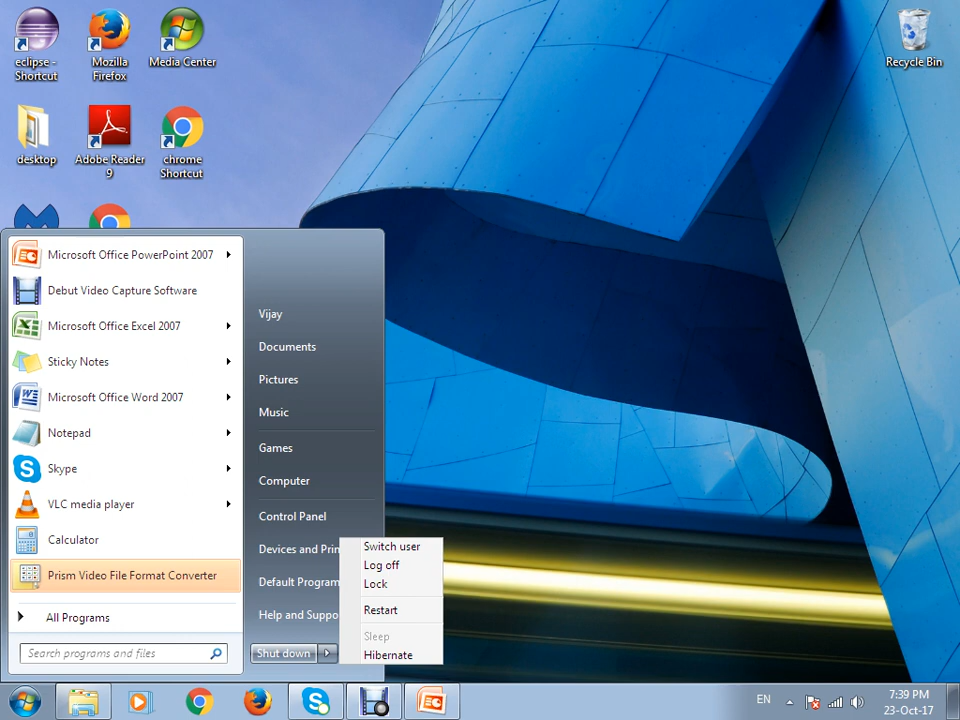 eclipse -
Shortcut
Mozilla
Firefox
Media Center
Recycle Bin
desktop
Adobe Reader
9
chrome
Shortcut
Microsoft Office PowerPoint 2007
Debut Video Capture Software
Microsoft Office Excel 2007
Sticky Notes
Microsoft Office Word 2007
Notepad
Skype
VLC media player
Calculator
Prism Video File Format Converter
All Programs
Search programs and files
Vijay
Documents
Pictures
Music
Games
Computer
Control Panel
Devices and Prin
Default Program
Help and Suppo
Shut down
Switch user
Log off
Lock
Restart
Sleep
Hibernate
EN
7:39 PM
23-Oct-17